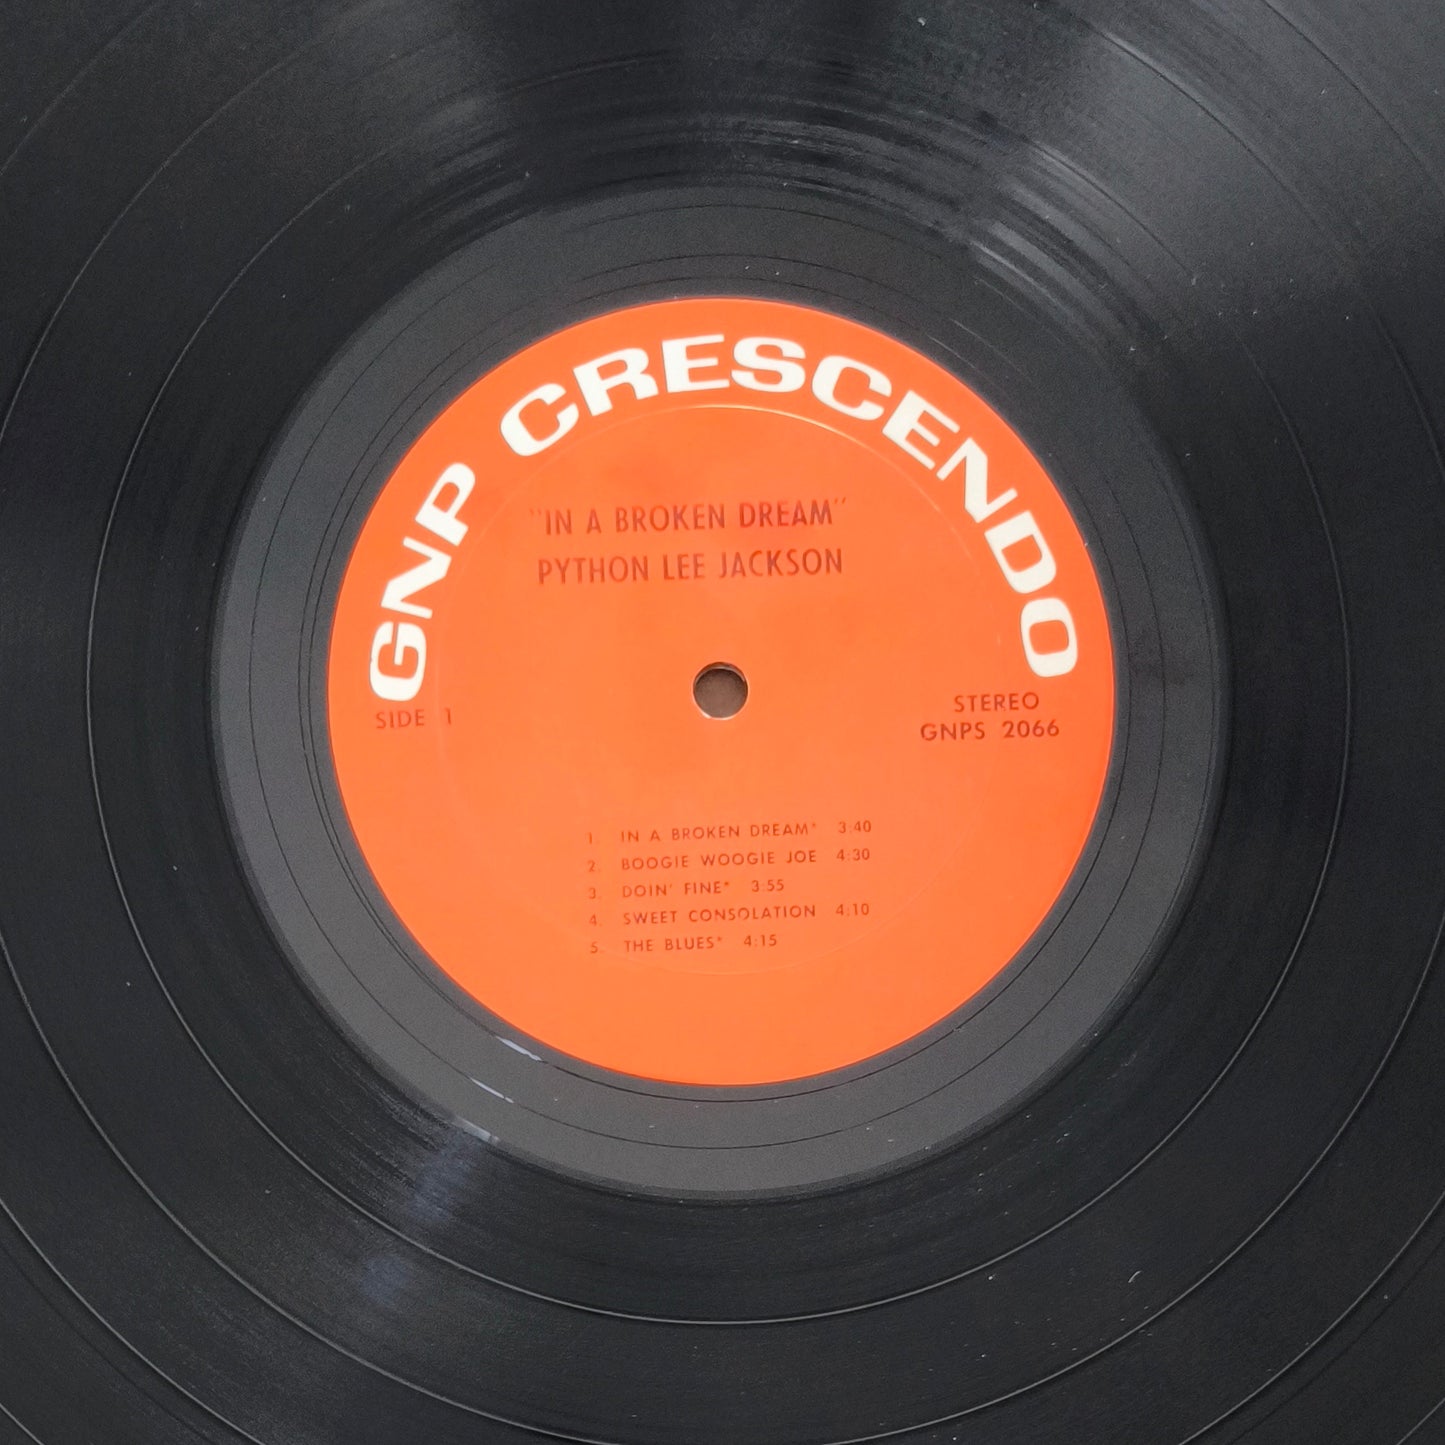 GNP CRESCENDO
"IN A BROKEN DREAM"
PYTHON LEE JACKSON
SIDE 1
STEREO
GNPS 2066
1. IN A BROKEN DREAM* 3:40
2. BOOGIE WOOGIE JOE 4:30
3. DOIN' FINE* 3:55
4. SWEET CONSOLATION 4:10
5. THE BLUES* 4:15